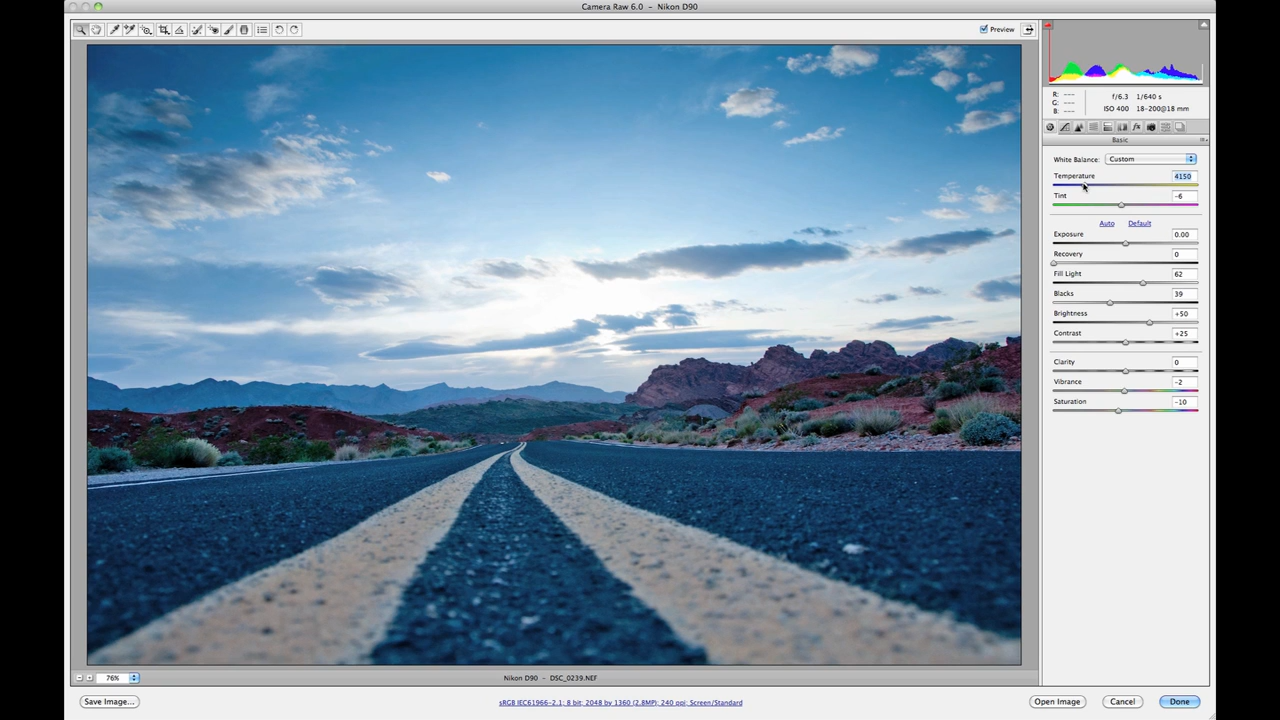 Camera Raw 6.0 – Nikon D90
Preview
R: ---
G: ---
B: ---
f/6.3 1/640 s
ISO 400 18-200@18 mm
Basic
White Balance: Custom
Temperature 4150
Tint -6
Auto Default
Exposure 0.00
Recovery 0
Fill Light 62
Blacks 39
Brightness +50
Contrast +25
Clarity 0
Vibrance -2
Saturation -10
76% Nikon D90 – DSC_0239.NEF
Save Image... sRGB IEC61966-2.1; 8 bit; 2048 by 1360 (2.8MP); 240 ppi; Screen/Standard Open Image Cancel Done